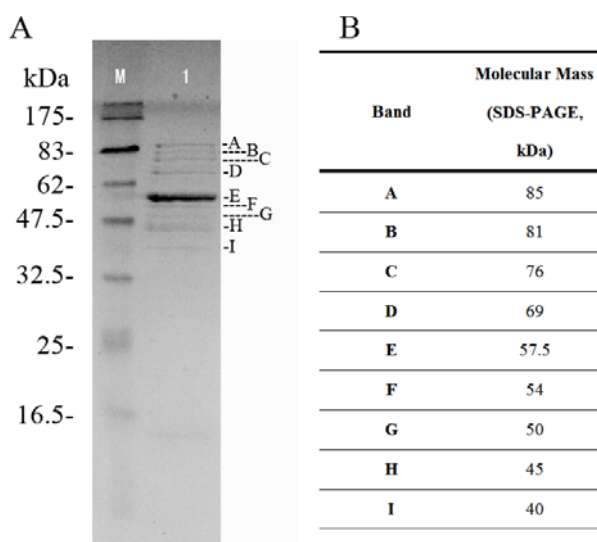 A
kDa
M 1
175-
83-
62-
47.5-
32.5-
25-
16.5-
-A
----B
-----C
-D
-E
----F
-----G
-H
-I
B
Band Molecular Mass (SDS-PAGE, kDa)
A 85
B 81
C 76
D 69
E 57.5
F 54
G 50
H 45
I 40